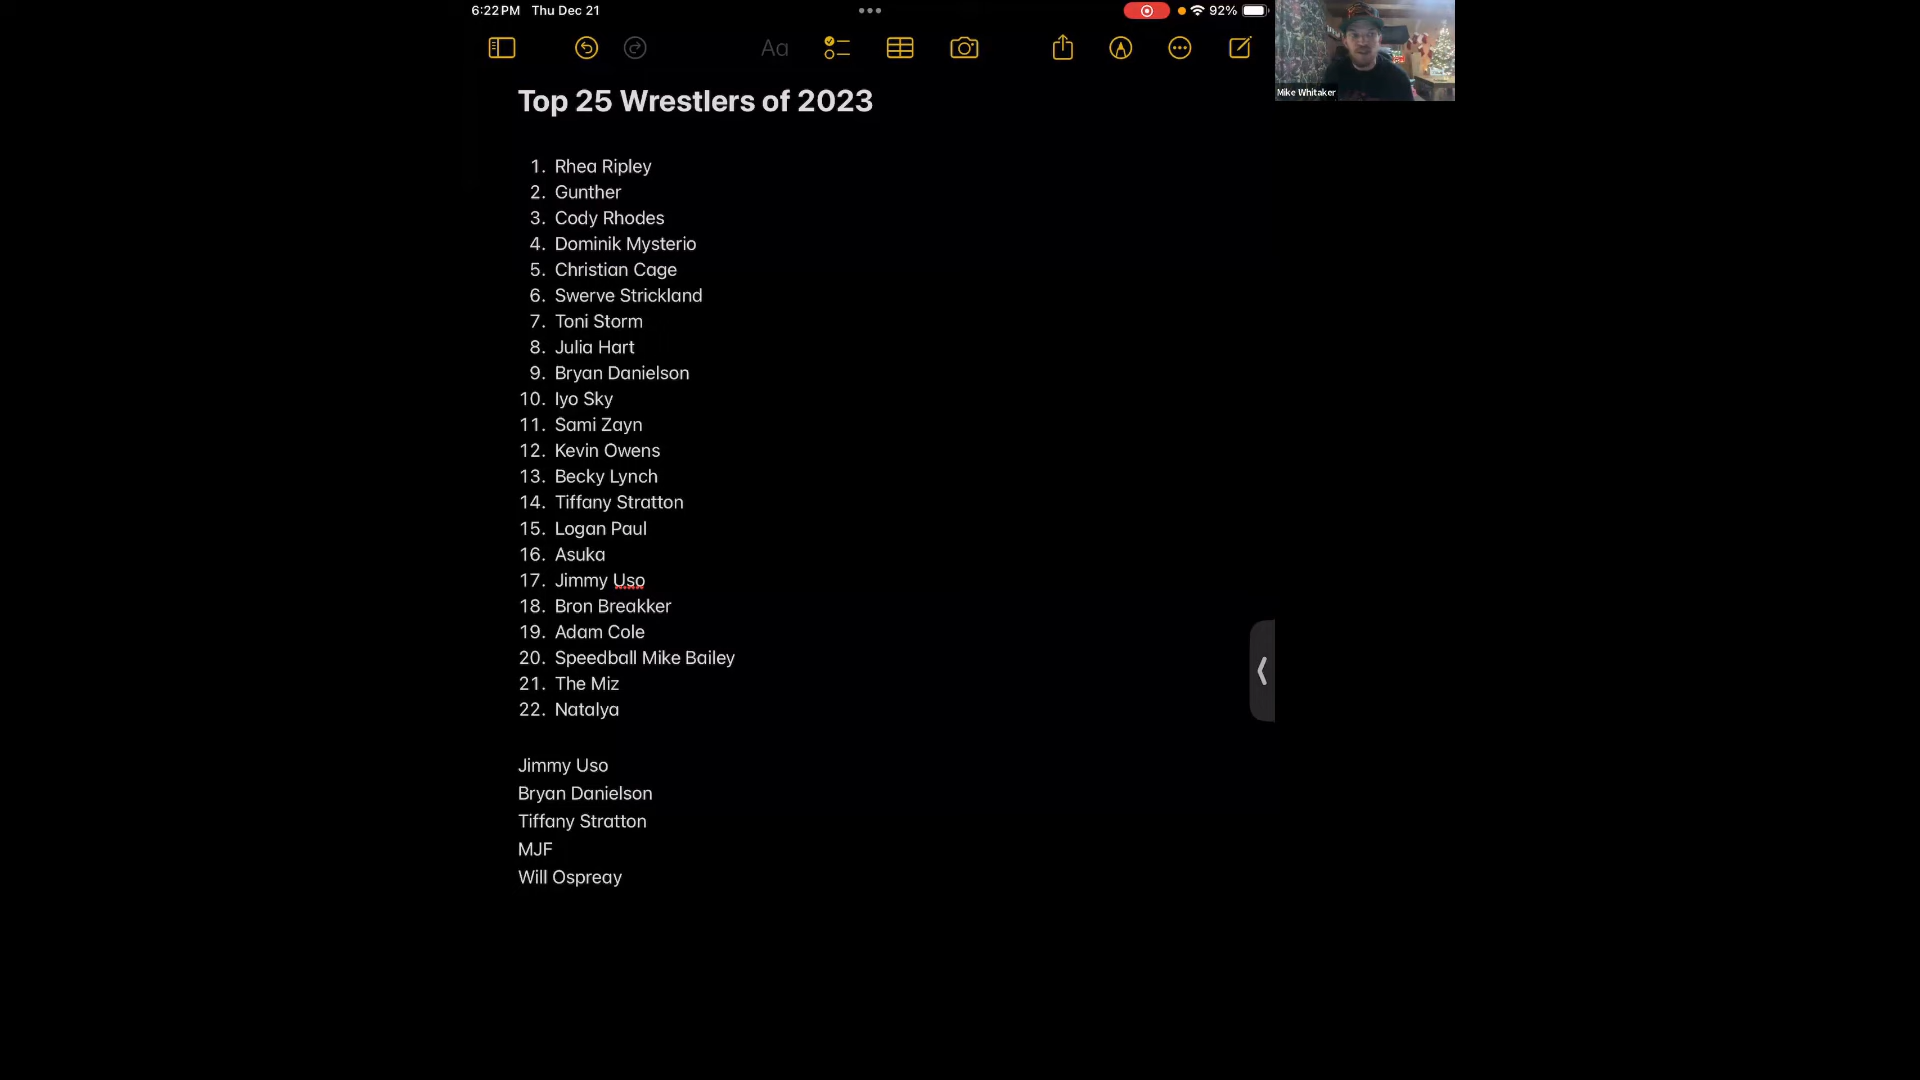 6:22 PM Thu Dec 21
92%
Aa
Mike Whitaker
Top 25 Wrestlers of 2023
1. Rhea Ripley
2. Gunther
3. Cody Rhodes
4. Dominik Mysterio
5. Christian Cage
6. Swerve Strickland
7. Toni Storm
8. Julia Hart
9. Bryan Danielson
10. Iyo Sky
11. Sami Zayn
12. Kevin Owens
13. Becky Lynch
14. Tiffany Stratton
15. Logan Paul
16. Asuka
17. Jimmy Uso
18. Bron Breakker
19. Adam Cole
20. Speedball Mike Bailey
21. The Miz
22. Natalya
Jimmy Uso
Bryan Danielson
Tiffany Stratton
MJF
Will Ospreay